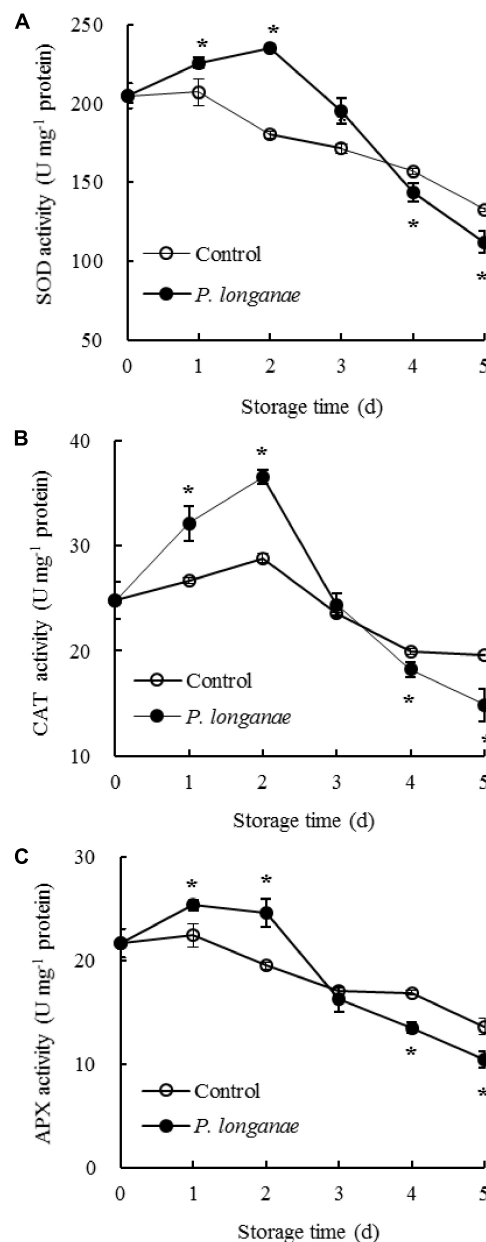 A
SOD activity (U mg⁻¹ protein)
250
200
150
100
50
*
*
*
*
Control
P. longanae
0 1 2 3 4 5
Storage time (d)
B
CAT activity (U mg⁻¹ protein)
40
30
20
10
*
*
*
*
Control
P. longanae
0 1 2 3 4 5
Storage time (d)
C
APX activity (U mg⁻¹ protein)
30
20
10
0
*
*
*
*
Control
P. longanae
0 1 2 3 4 5
Storage time (d)